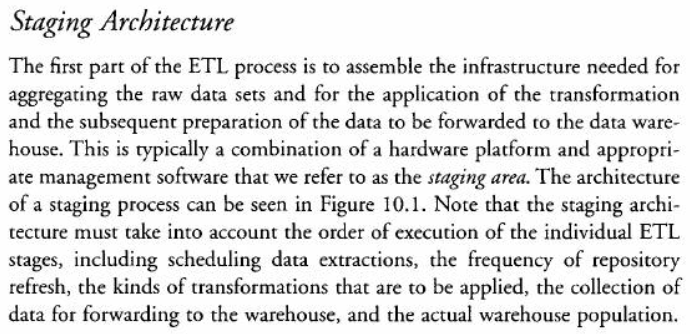 Staging Architecture
The first part of the ETL process is to assemble the infrastructure needed for
aggregating the raw data sets and for the application of the transformation
and the subsequent preparation of the data to be forwarded to the data ware-
house. This is typically a combination of a hardware platform and appropri-
ate management software that we refer to as the staging area. The architecture
of a staging process can be seen in Figure 10.1. Note that the staging archi-
tecture must take into account the order of execution of the individual ETL
stages, including scheduling data extractions, the frequency of repository
refresh, the kinds of transformations that are to be applied, the collection of
data for forwarding to the warehouse, and the actual warehouse population.